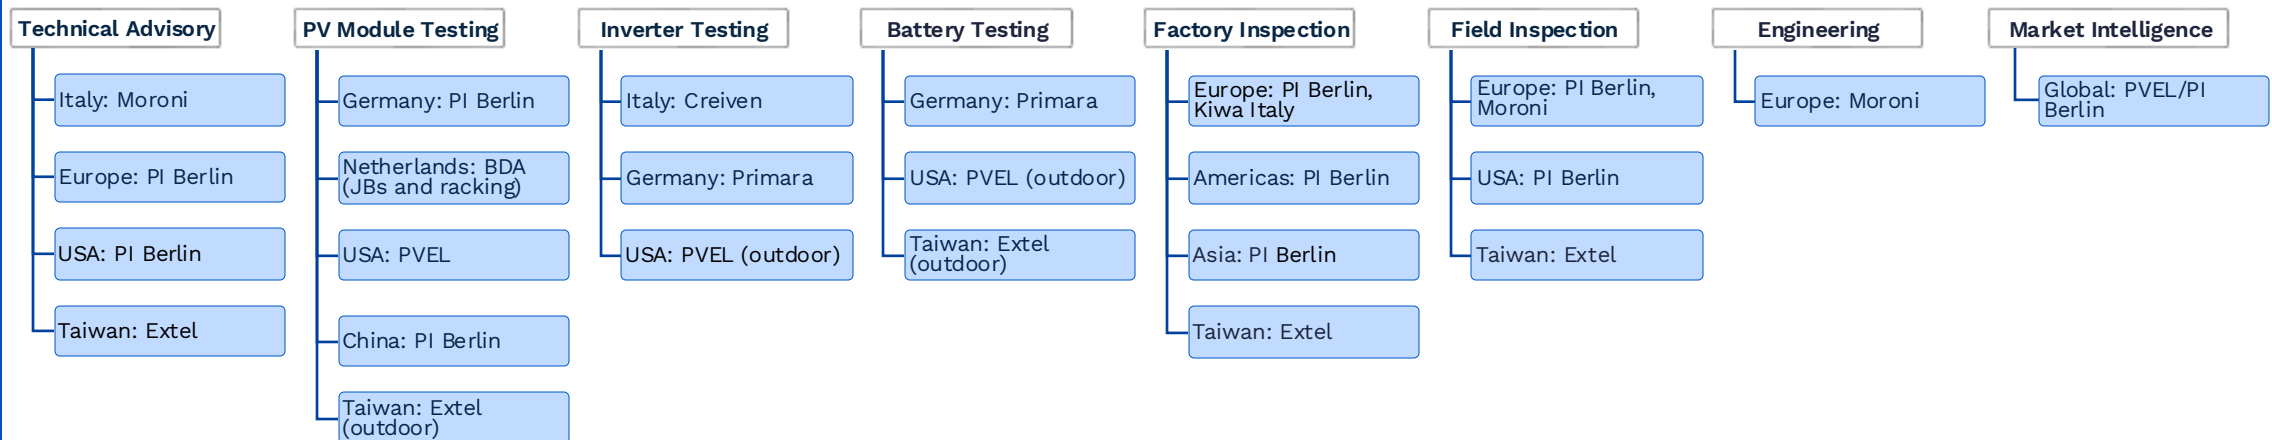 Technical Advisory
Italy: Moroni
Europe: PI Berlin
USA: PI Berlin
Taiwan: Extel
PV Module Testing
Germany: PI Berlin
Netherlands: BDA
(JBs and racking)
USA: PVEL
China: PI Berlin
Taiwan: Extel
(outdoor)
Inverter Testing
Italy: Creiven
Germany: Primara
USA: PVEL (outdoor)
Battery Testing
Germany: Primara
USA: PVEL (outdoor)
Taiwan: Extel
(outdoor)
Factory Inspection
Europe: PI Berlin,
Kiwa Italy
Americas: PI Berlin
Asia: PI Berlin
Taiwan: Extel
Field Inspection
Europe: PI Berlin,
Moroni
USA: PI Berlin
Taiwan: Extel
Engineering
Europe: Moroni
Market Intelligence
Global: PVEL/PI
Berlin